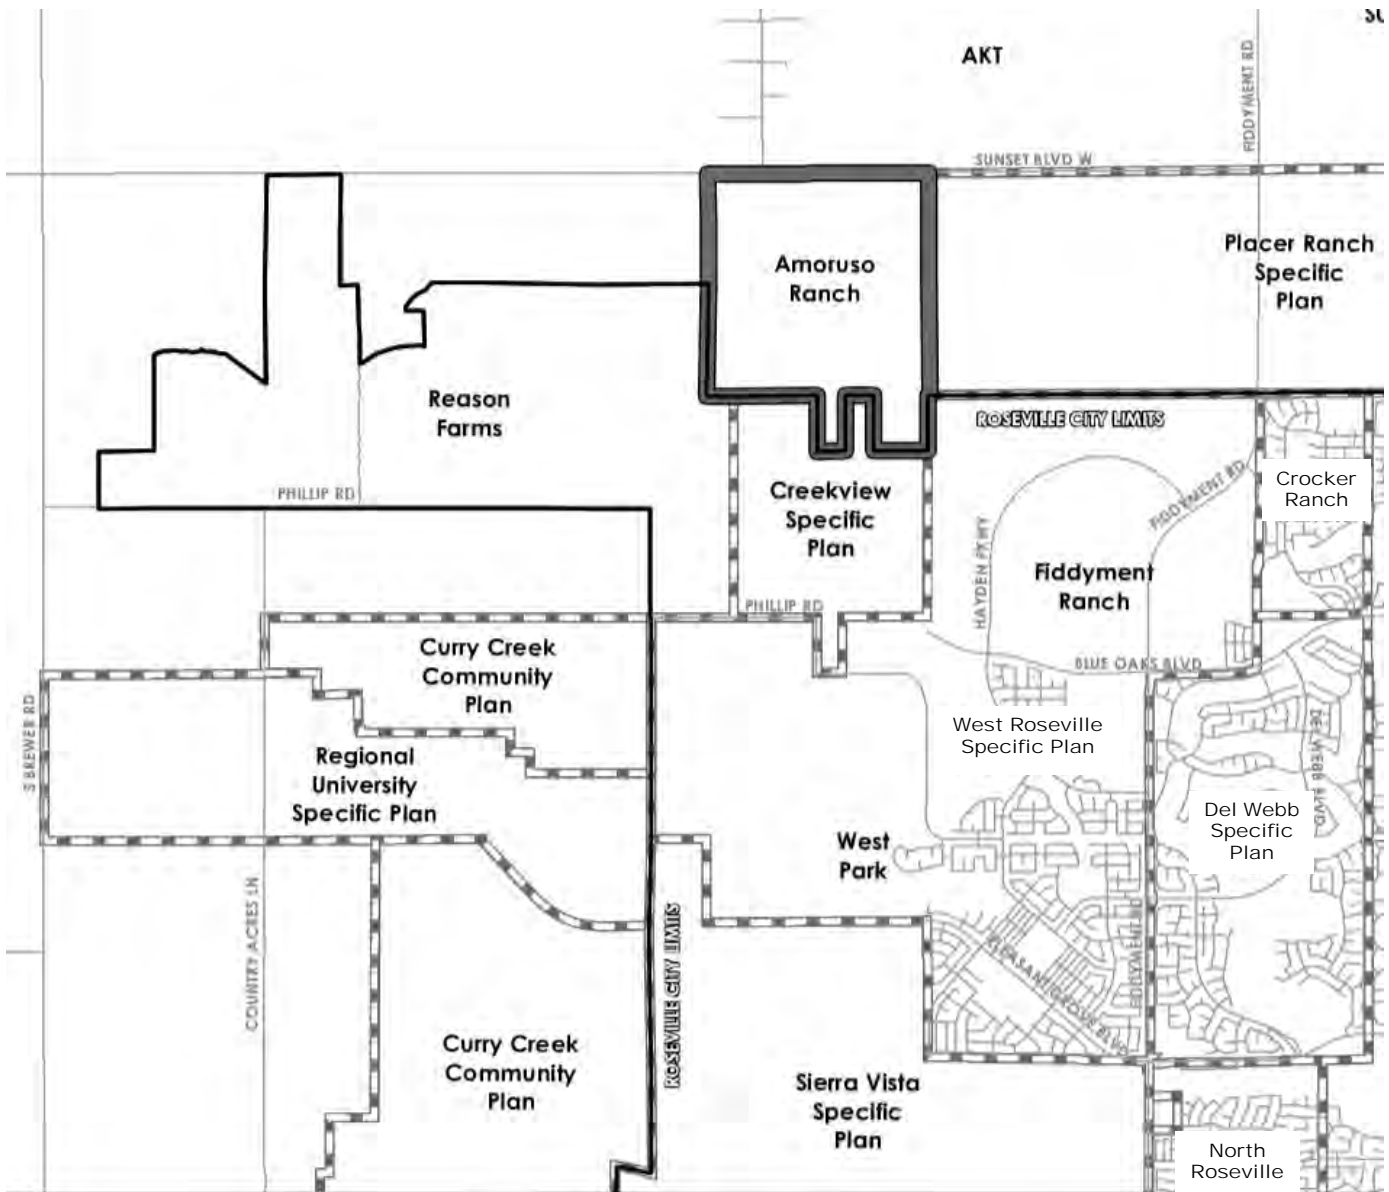 AKT
FIDDYMENT RD
SUNSET BLVD W
Placer Ranch
Specific
Plan
Amoruso
Ranch
Reason
Farms
ROSEVILLE CITY LIMITS
PHILLIP RD
Creekview
Specific
Plan
FIDDYMENT RD
Crocker
Ranch
HAYDEN PKWY
Fiddyment
Ranch
PHILLIP RD
BLUE OAKS BLVD
Curry Creek
Community
Plan
S BREWER RD
West Roseville
Specific Plan
DEL WEBB BLVD
Regional
University
Specific Plan
Del Webb
Specific
Plan
West
Park
COUNTRY ACRES LN
ROSEVILLE CITY LIMITS
FIDDYMENT RD
PLEASANT GROVE BLVD
Curry Creek
Community
Plan
Sierra Vista
Specific
Plan
North
Roseville